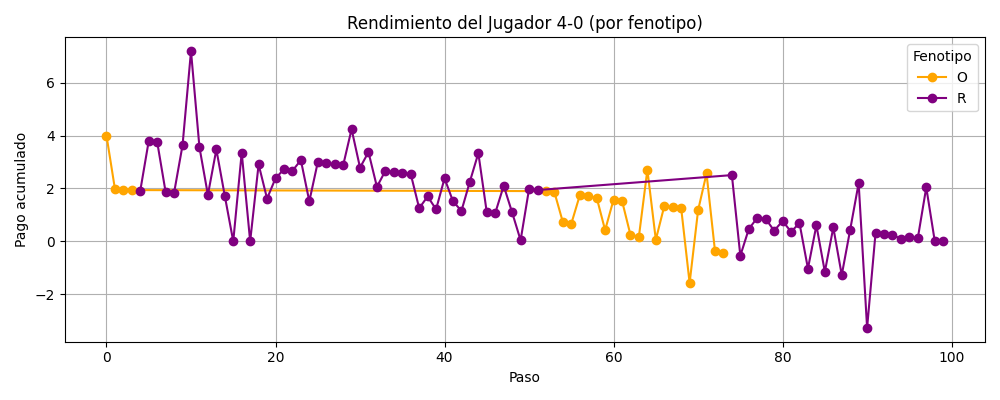 Rendimiento del Jugador 4-0 (por fenotipo)
Pago acumulado
6
4
2
0
−2
Fenotipo
O
R
0 20 40 60 80 100
Paso